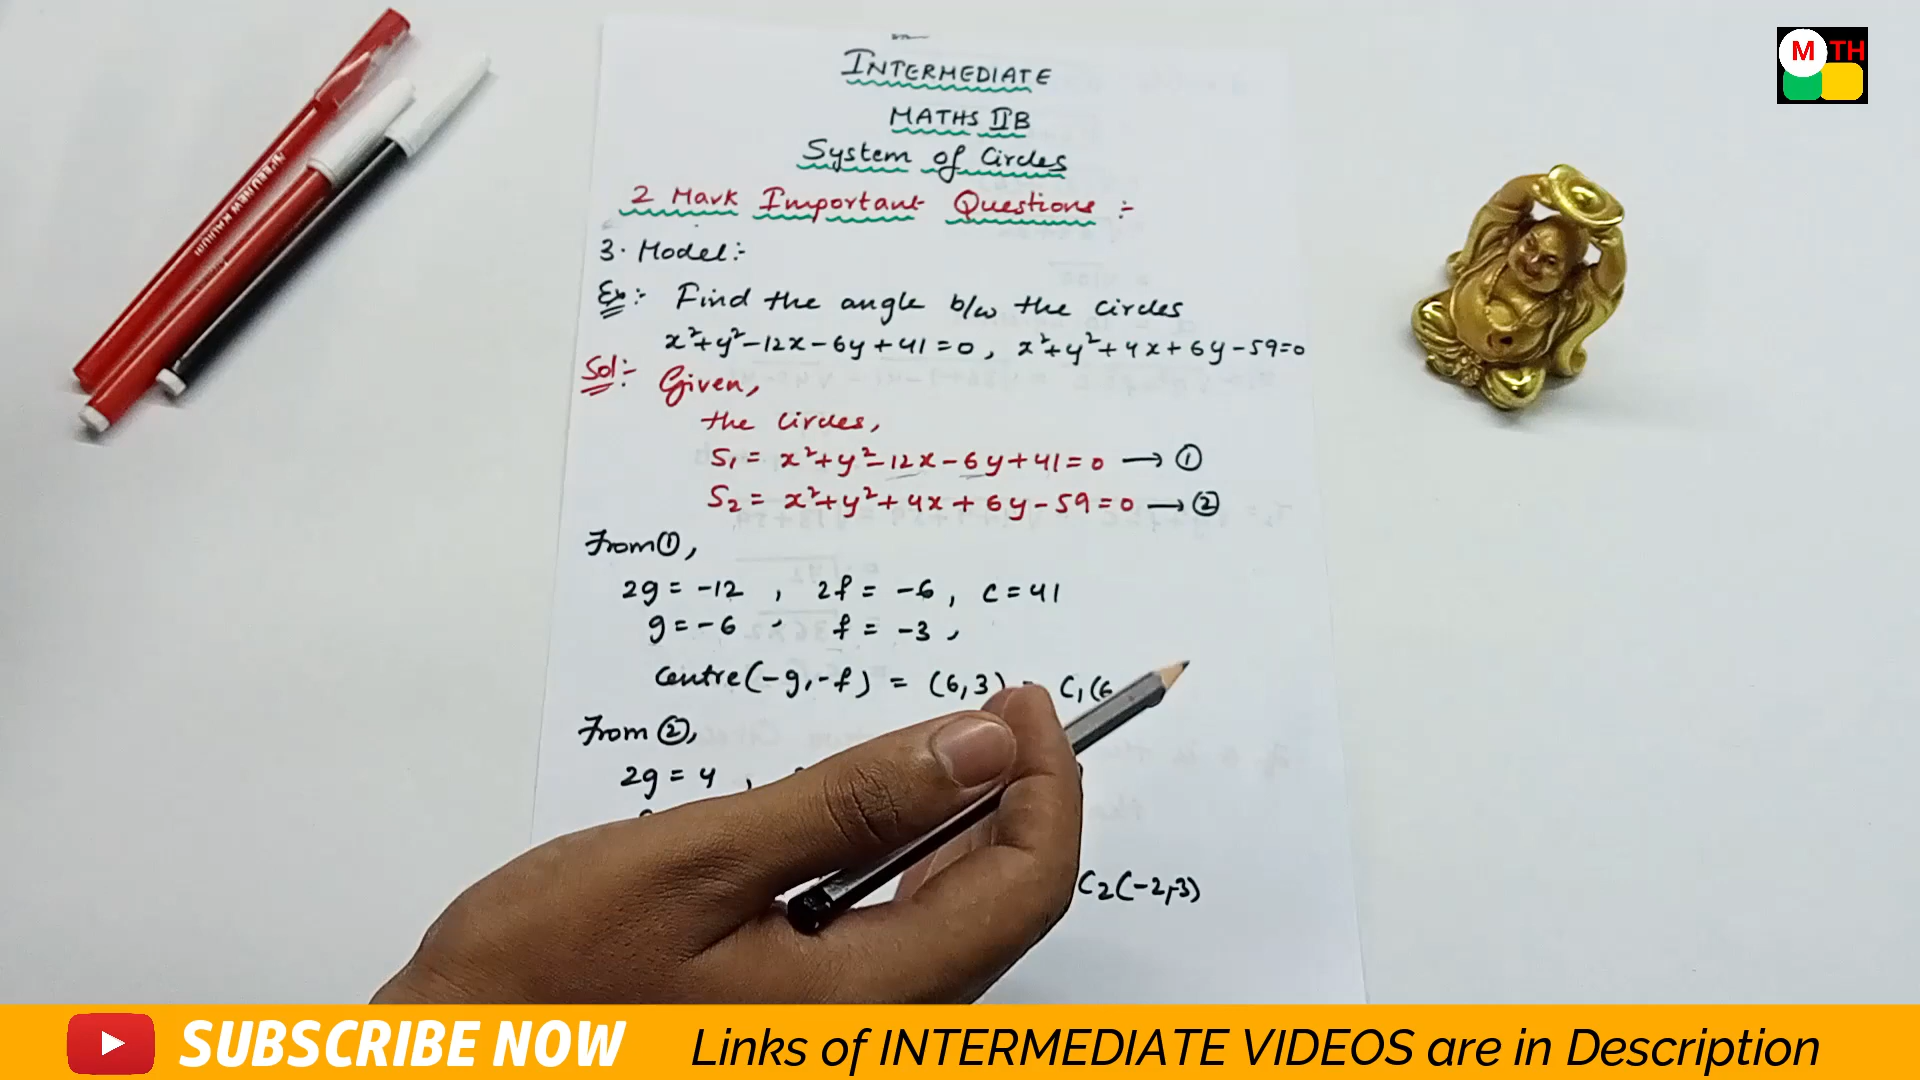 M TH
INTERMEDIATE
MATHS IIB
System of Circles
2 Mark Important Questions :-
3. Model:-
Ex:- Find the angle b/w the circles
x²+y²-12x-6y+41=0, x²+y²+4x+6y-59=0
Sol:- Given,
the circles,
S₁ = x²+y²-12x-6y+41=0 → ①
S₂ = x²+y²+4x+6y-59=0 → ②
From ①,
2g = -12 , 2f = -6, c = 41
g = -6 , f = -3,
Centre(-g,-f) = (6,3) = C₁(6
From ②,
2g = 4 ,
C₂(-2,-3)
SUBSCRIBE NOW
Links of INTERMEDIATE VIDEOS are in Description